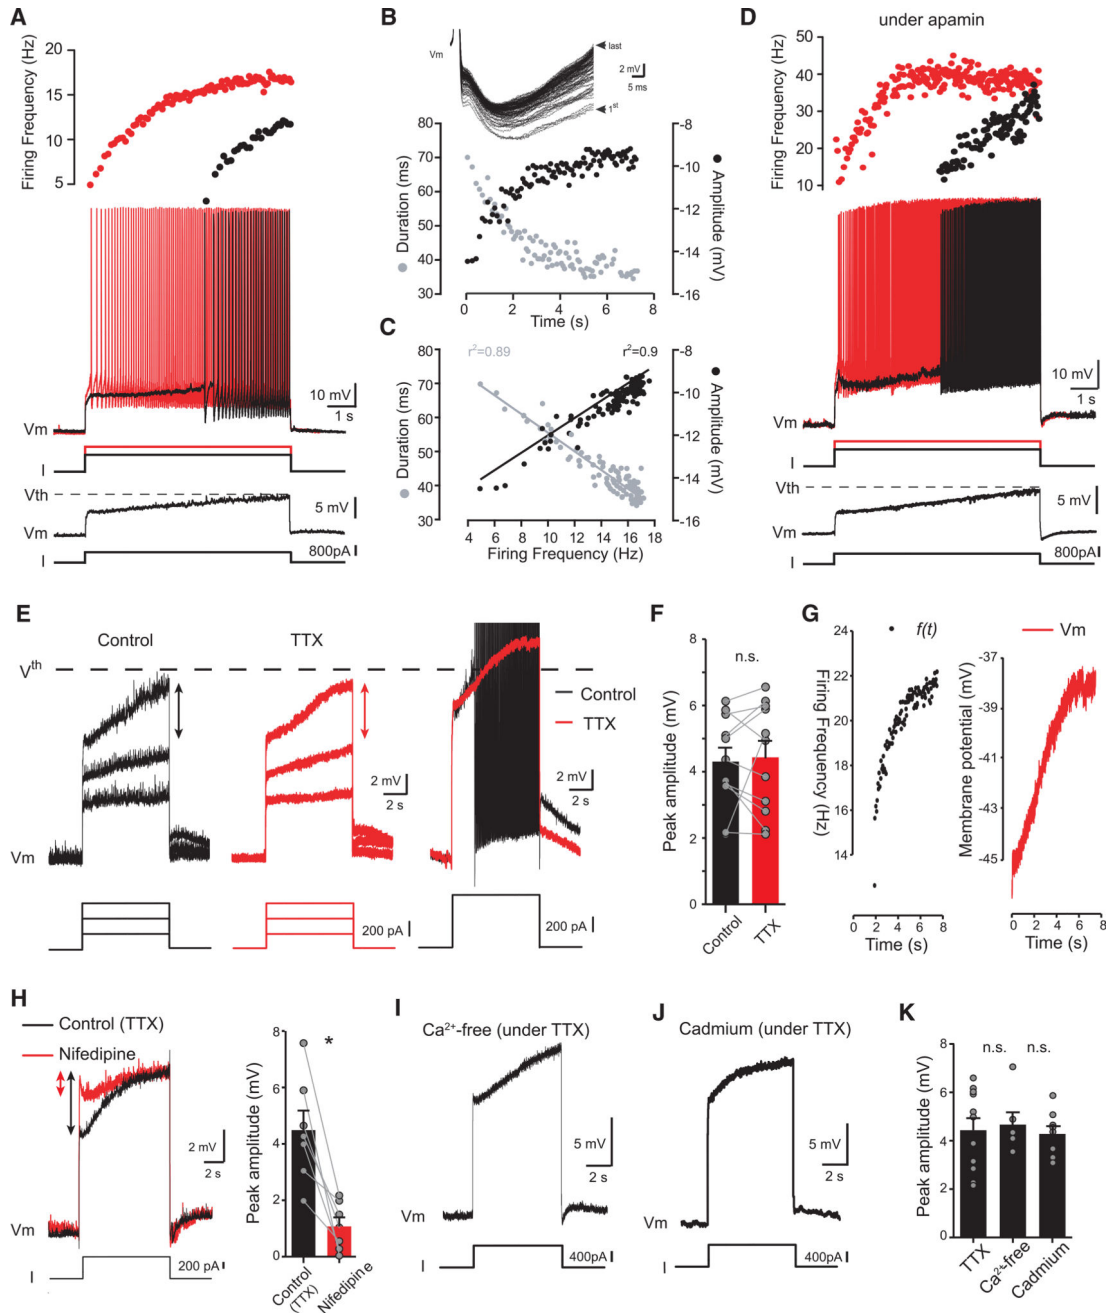 A
Firing Frequency (Hz)
20
15
10
5
10 mV
1 s
Vm
I
Vth
5 mV
Vm
800pA
I
B
Vm
last
2 mV
5 ms
1st
Duration (ms)
80
70
60
50
40
30
-8
-10
-12
-14
-16
Amplitude (mV)
0 2 4 6 8
Time (s)
C
r²=0.89
r²=0.9
Duration (ms)
80
70
60
50
40
30
-8
-10
-12
-14
-16
Amplitude (mV)
4 6 8 10 12 14 16 18
Firing Frequency (Hz)
D
under apamin
Firing Frequency (Hz)
50
40
30
20
10
10 mV
1 s
Vm
I
Vth
5 mV
Vm
800pA
I
E
Control
TTX
Vth
Control
TTX
2 mV
2 s
2 mV
2 s
2 mV
2 s
Vm
200 pA
200 pA
200 pA
F
n.s.
Peak amplitude (mV)
8
6
4
2
0
Control
TTX
G
f(t)
Firing Frequency (Hz)
24
22
21
19
18
16
14
0 2 4 6 8
Time (s)
Vm
Membrane potential (mV)
-37
-39
-41
-43
-45
0 2 4 6 8
Time (s)
H
Control (TTX)
Nifedipine
2 mV
2 s
Vm
I
200 pA
*
Peak amplitude (mV)
8
6
4
2
0
Control (TTX)
Nifedipine
I
Ca²⁺-free (under TTX)
5 mV
2 s
Vm
I
400pA
J
Cadmium (under TTX)
5 mV
2 s
Vm
I
400pA
K
n.s.
n.s.
Peak amplitude (mV)
8
6
4
2
0
TTX
Ca²⁺-free
Cadmium